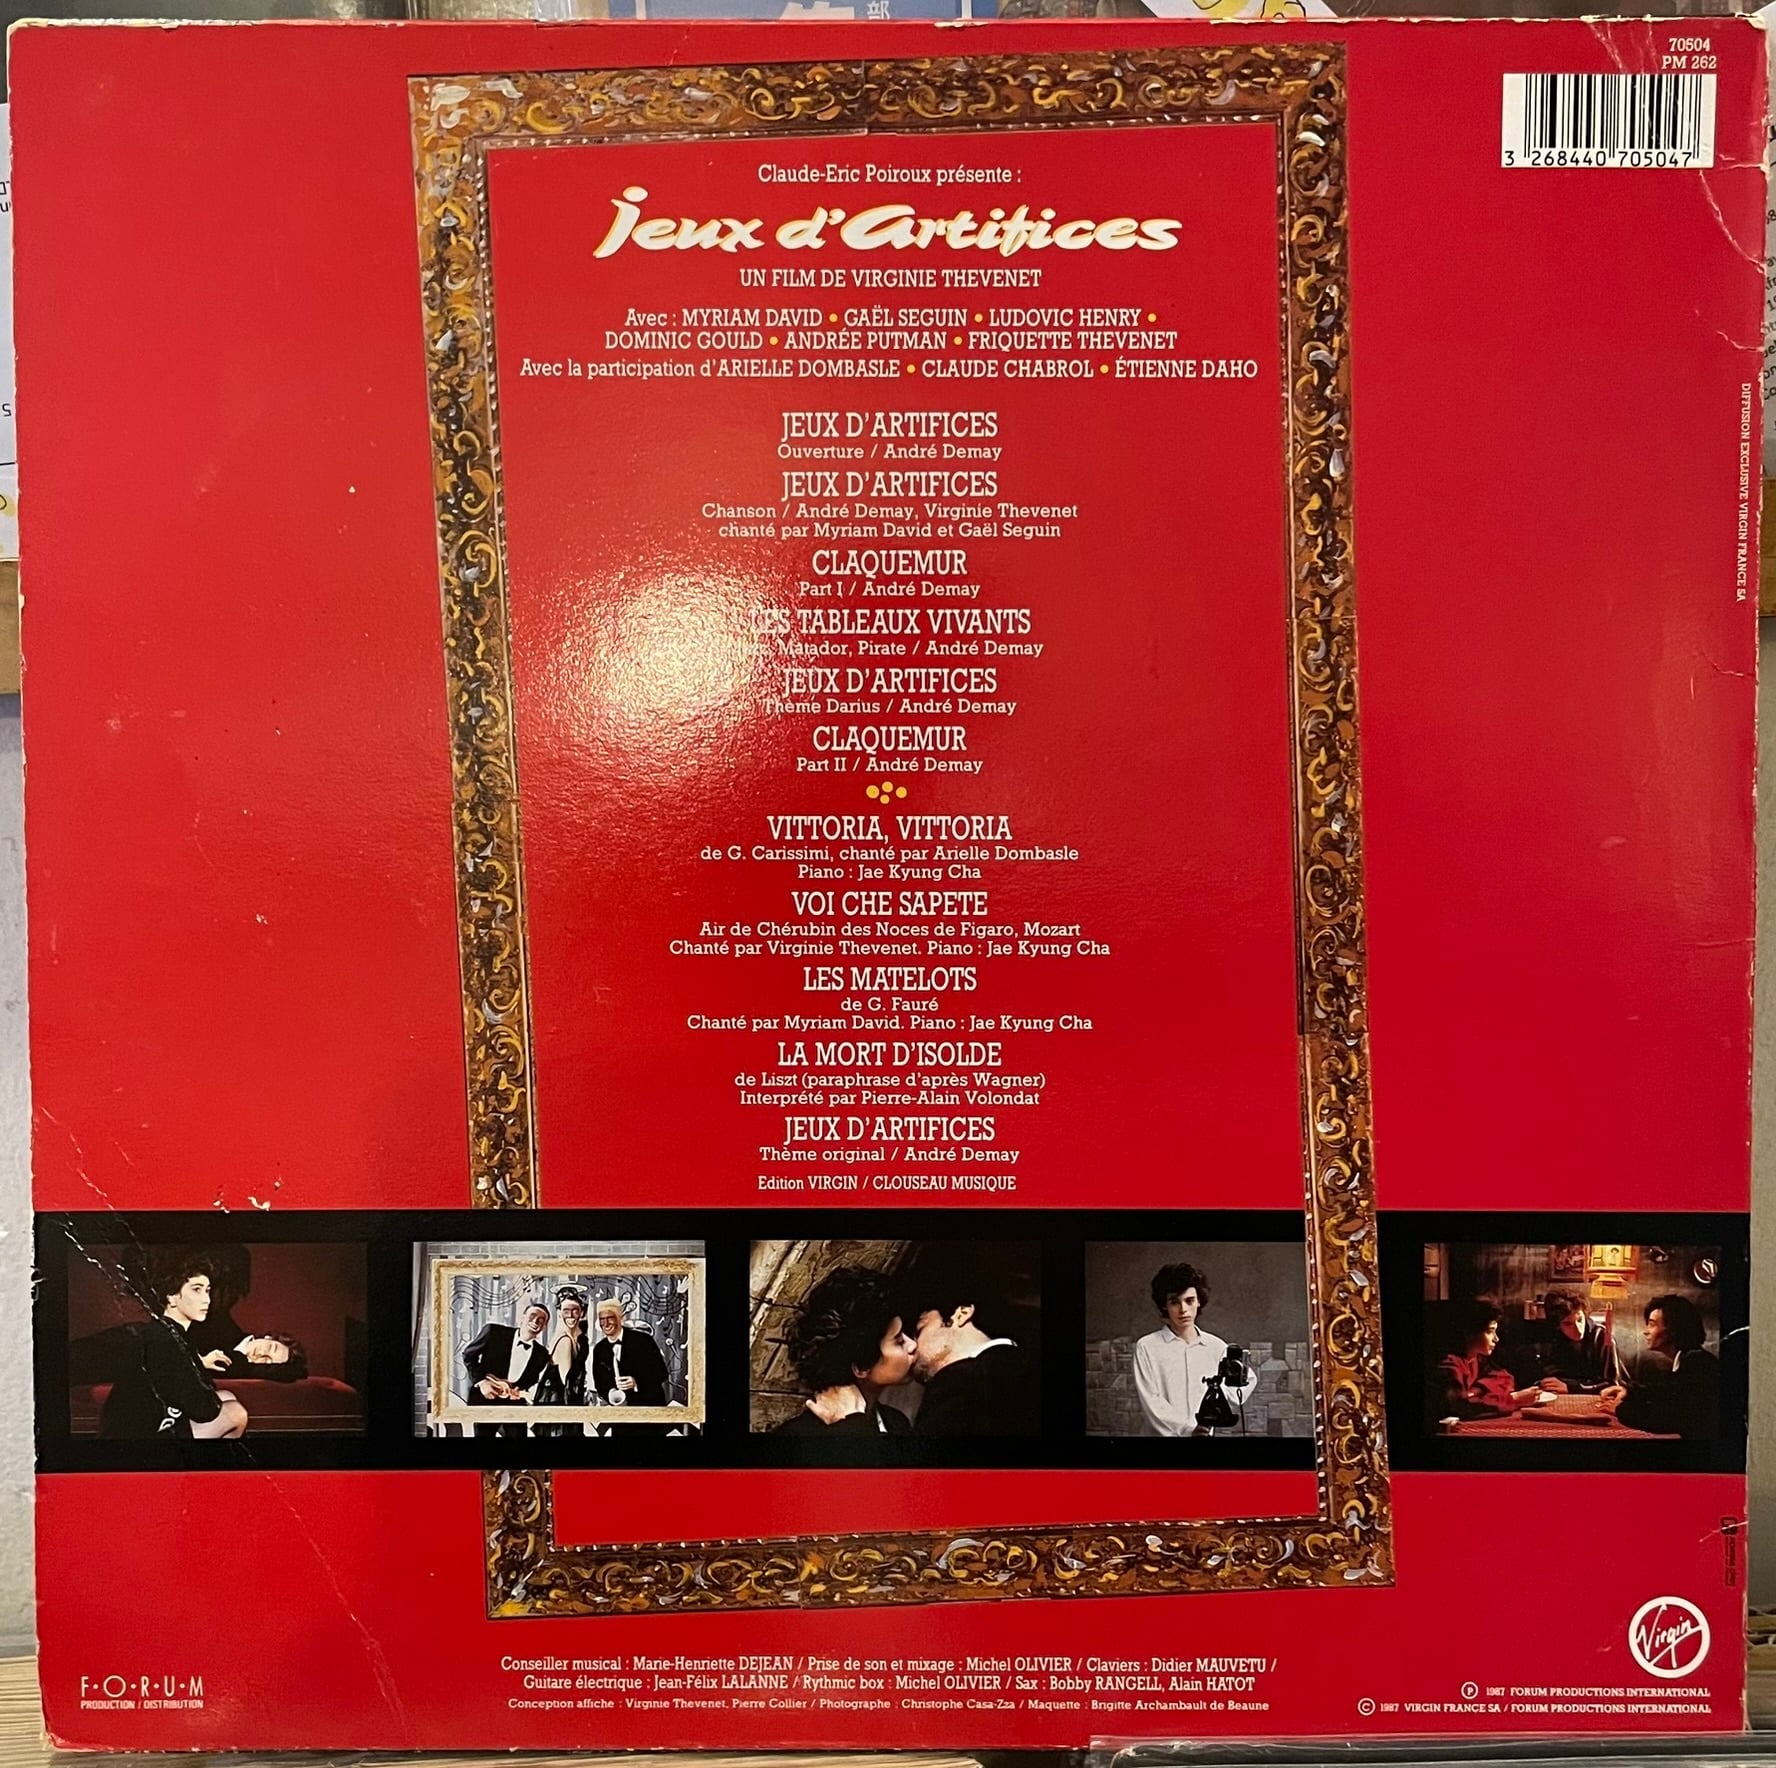 70504
PM 262
3 268440 705047
Claude-Eric Poiroux présente :
Jeux d'Artifices
UN FILM DE VIRGINIE THEVENET
Avec : MYRIAM DAVID • GAËL SEGUIN • LUDOVIC HENRY •
DOMINIC GOULD • ANDRÉE PUTMAN • FRIQUETTE THEVENET
Avec la participation d'ARIELLE DOMBASLE • CLAUDE CHABROL • ÉTIENNE DAHO
JEUX D'ARTIFICES
Ouverture / André Demay
JEUX D'ARTIFICES
Chanson / André Demay, Virginie Thevenet
chanté par Myriam David et Gaël Seguin
CLAQUEMUR
Part I / André Demay
LES TABLEAUX VIVANTS
Matador, Pirate / André Demay
JEUX D'ARTIFICES
Thème Darius / André Demay
CLAQUEMUR
Part II / André Demay
VITTORIA, VITTORIA
de G. Carissimi, chanté par Arielle Dombasle
Piano : Jae Kyung Cha
VOI CHE SAPETE
Air de Chérubin des Noces de Figaro, Mozart
Chanté par Virginie Thevenet. Piano : Jae Kyung Cha
LES MATELOTS
de G. Fauré
Chanté par Myriam David. Piano : Jae Kyung Cha
LA MORT D'ISOLDE
de Liszt (paraphrase d'après Wagner)
Interprété par Pierre-Alain Volondat
JEUX D'ARTIFICES
Thème original / André Demay
Edition VIRGIN / CLOUSEAU MUSIQUE
DIFFUSION EXCLUSIVE VIRGIN FRANCE SA
Conseiller musical : Marie-Henriette DEJEAN / Prise de son et mixage : Michel OLIVIER / Claviers : Didier MAUVETU /
Guitare électrique : Jean-Félix LALANNE / Rythmic box : Michel OLIVIER / Sax : Bobby RANGELL, Alain HATOT
Conception affiche : Virginie Thevenet, Pierre Collier / Photographe : Christophe Casa-Zza / Maquette : Brigitte Archambault de Beaune
F•O•R•U•M
PRODUCTION / DISTRIBUTION
Virgin
℗ 1987 FORUM PRODUCTIONS INTERNATIONAL
© 1987 VIRGIN FRANCE SA / FORUM PRODUCTIONS INTERNATIONAL